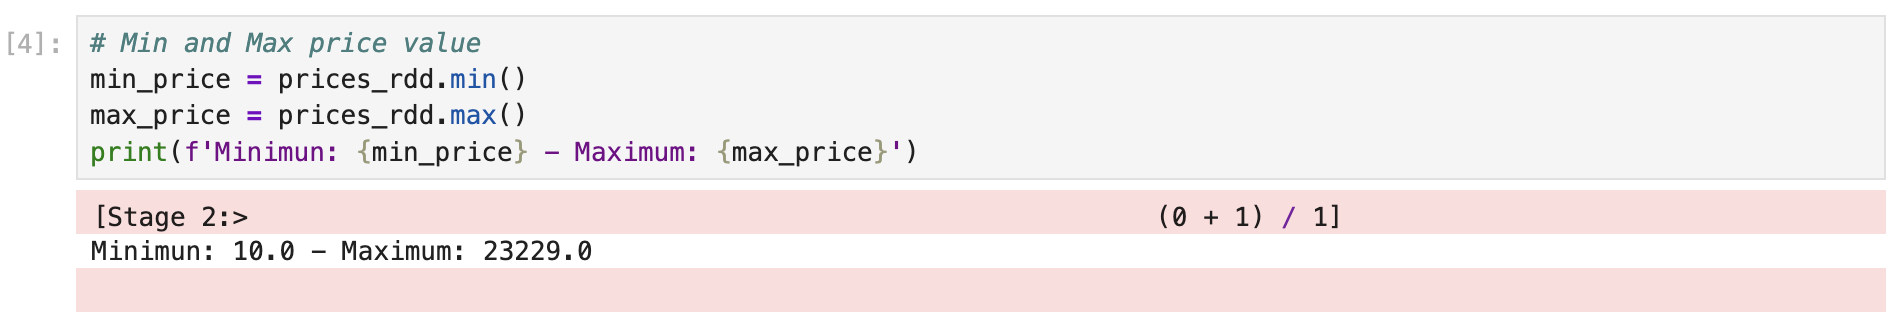 [4]:
# Min and Max price value
min_price = prices_rdd.min()
max_price = prices_rdd.max()
print(f'Minimun: {min_price} – Maximum: {max_price}')
[Stage 2:> (0 + 1) / 1]
Minimun: 10.0 – Maximum: 23229.0